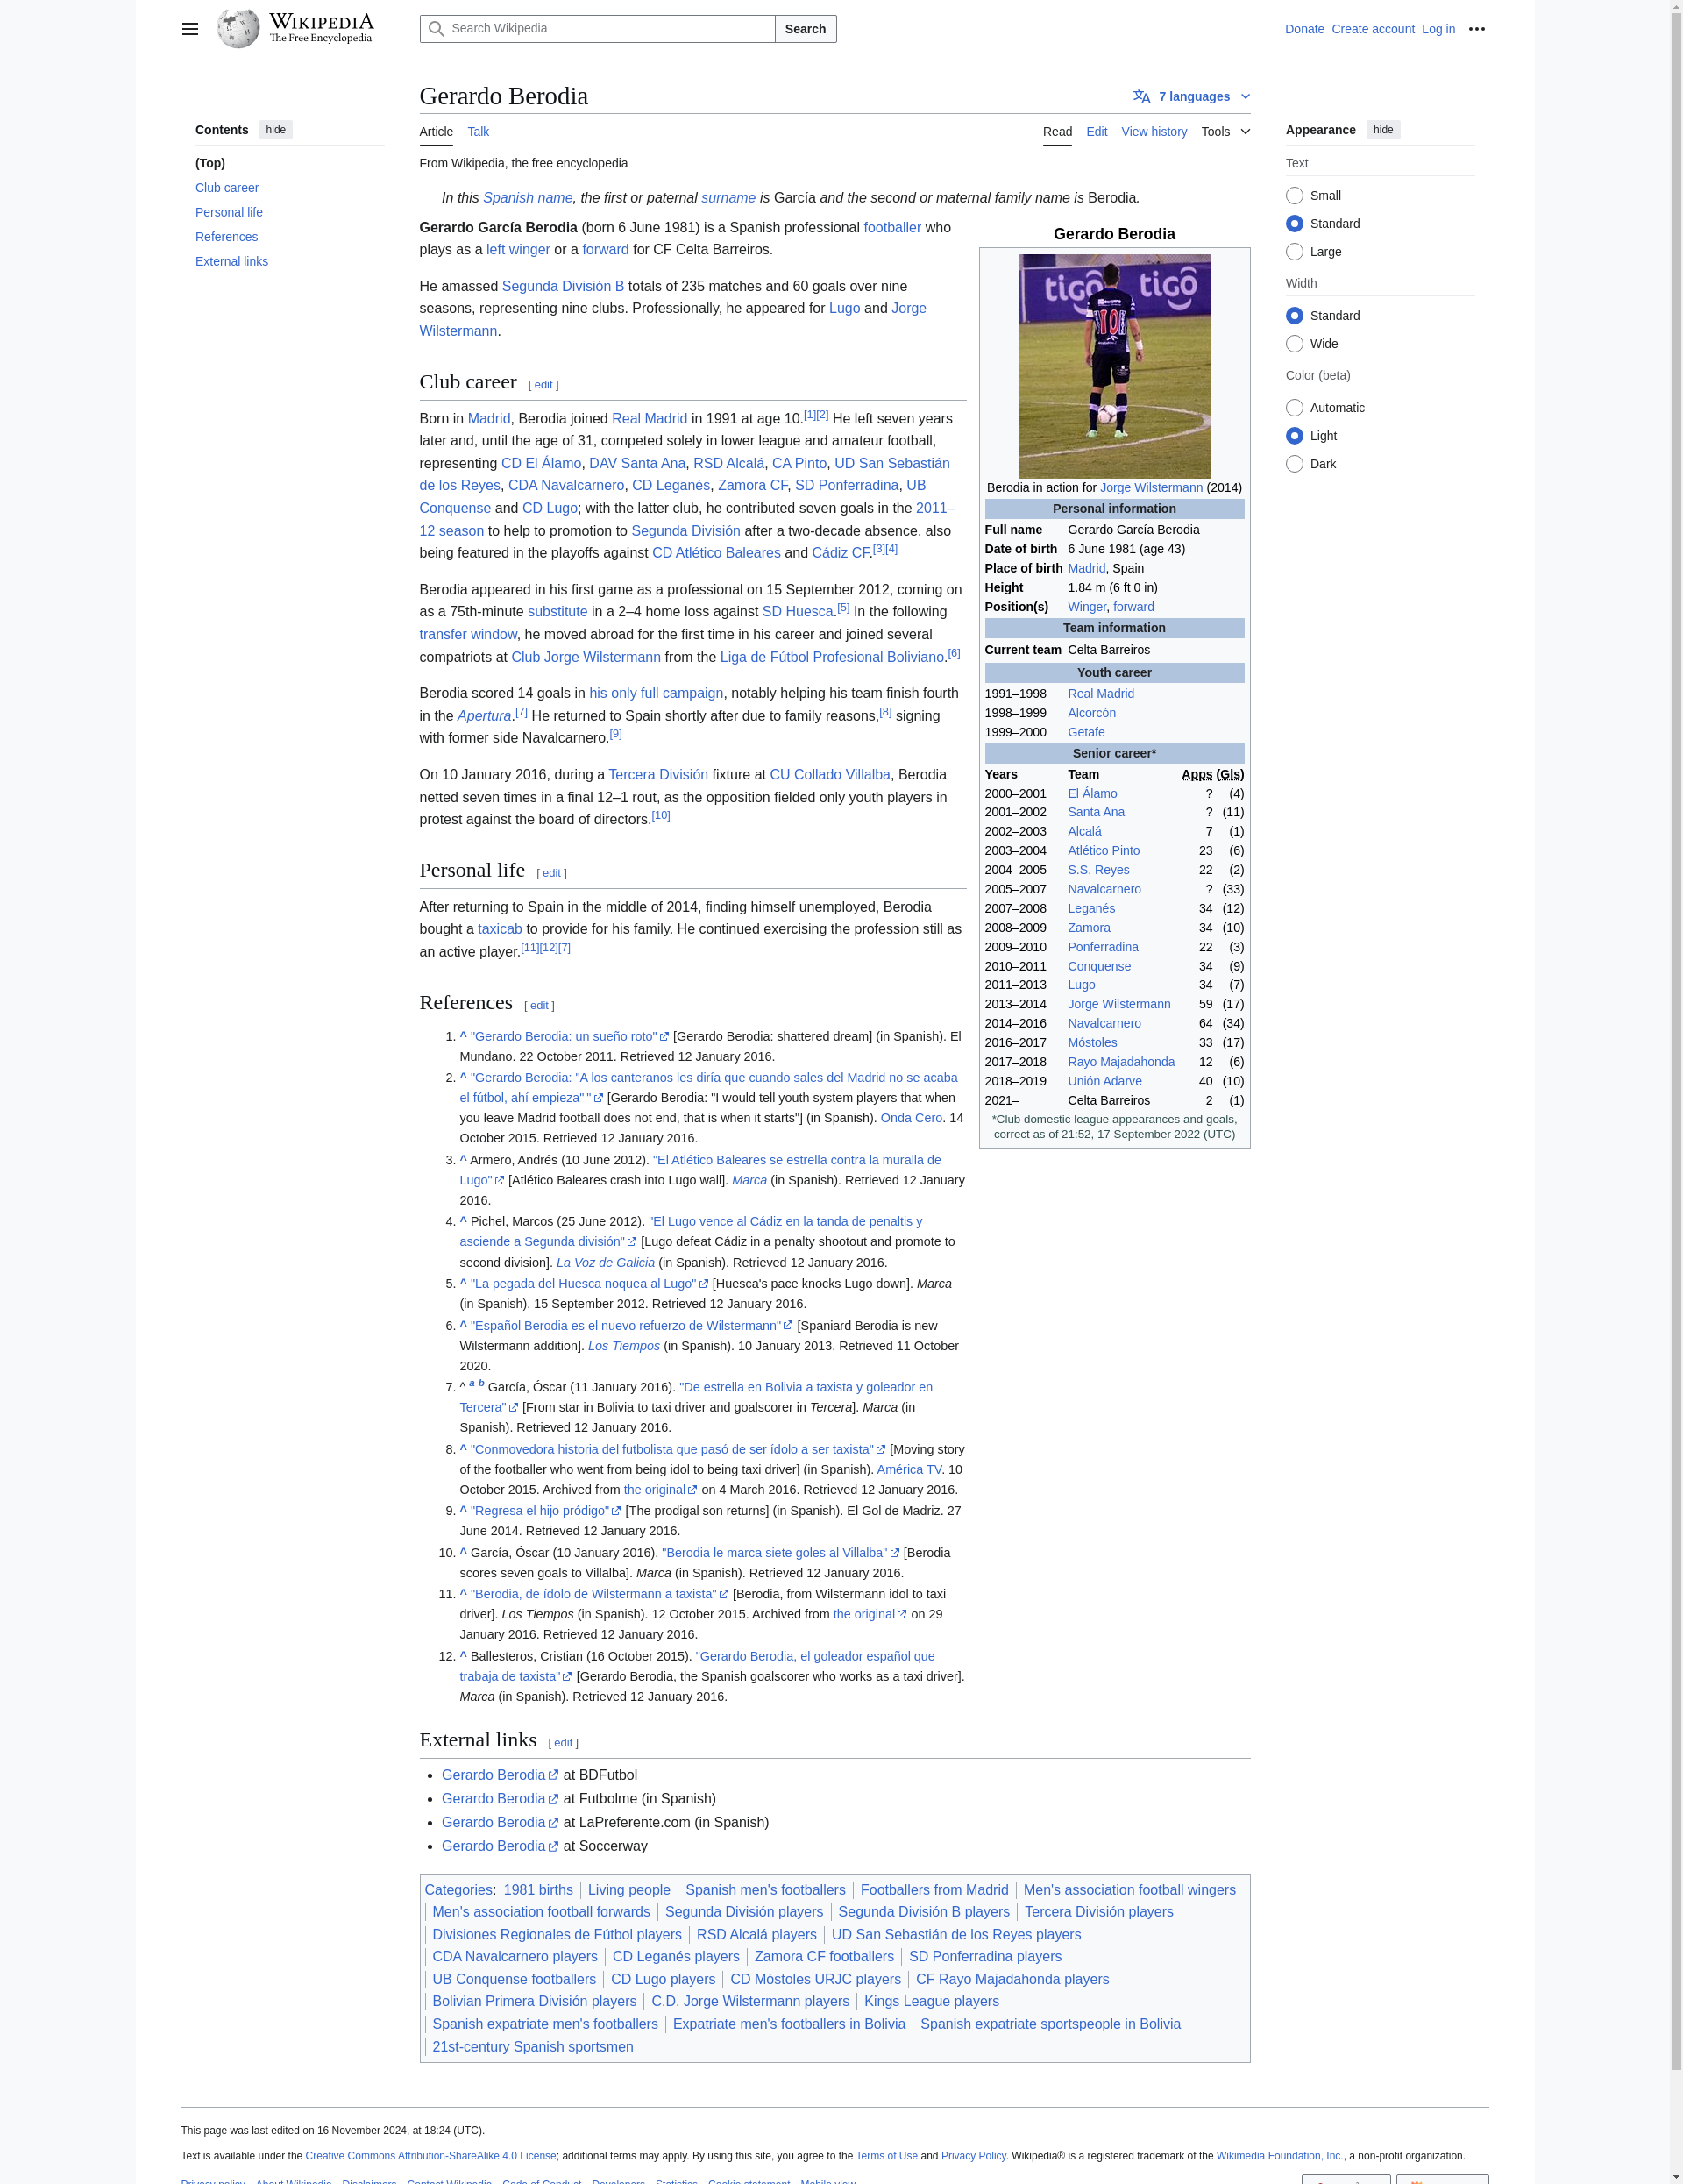 WIKIPEDIA
The Free Encyclopedia
Search Wikipedia
Search
Donate Create account Log in
Contents hide
(Top)
Club career
Personal life
References
External links
Gerardo Berodia
7 languages
Article Talk
Read Edit View history Tools
From Wikipedia, the free encyclopedia
In this Spanish name, the first or paternal surname is García and the second or maternal family name is Berodia.
Gerardo García Berodia (born 6 June 1981) is a Spanish professional footballer who
plays as a left winger or a forward for CF Celta Barreiros.
He amassed Segunda División B totals of 235 matches and 60 goals over nine
seasons, representing nine clubs. Professionally, he appeared for Lugo and Jorge
Wilstermann.
Club career [ edit ]
Born in Madrid, Berodia joined Real Madrid in 1991 at age 10.[1][2] He left seven years
later and, until the age of 31, competed solely in lower league and amateur football,
representing CD El Álamo, DAV Santa Ana, RSD Alcalá, CA Pinto, UD San Sebastián
de los Reyes, CDA Navalcarnero, CD Leganés, Zamora CF, SD Ponferradina, UB
Conquense and CD Lugo; with the latter club, he contributed seven goals in the 2011–
12 season to help to promotion to Segunda División after a two-decade absence, also
being featured in the playoffs against CD Atlético Baleares and Cádiz CF.[3][4]
Berodia appeared in his first game as a professional on 15 September 2012, coming on
as a 75th-minute substitute in a 2–4 home loss against SD Huesca.[5] In the following
transfer window, he moved abroad for the first time in his career and joined several
compatriots at Club Jorge Wilstermann from the Liga de Fútbol Profesional Boliviano.[6]
Berodia scored 14 goals in his only full campaign, notably helping his team finish fourth
in the Apertura.[7] He returned to Spain shortly after due to family reasons,[8] signing
with former side Navalcarnero.[9]
On 10 January 2016, during a Tercera División fixture at CU Collado Villalba, Berodia
netted seven times in a final 12–1 rout, as the opposition fielded only youth players in
protest against the board of directors.[10]
Personal life [ edit ]
After returning to Spain in the middle of 2014, finding himself unemployed, Berodia
bought a taxicab to provide for his family. He continued exercising the profession still as
an active player.[11][12][7]
References [ edit ]
1. ^ "Gerardo Berodia: un sueño roto" [Gerardo Berodia: shattered dream] (in Spanish). El
Mundo. 22 October 2011. Retrieved 12 January 2016.
2. ^ "Gerardo Berodia: "A los canteranos les diría que cuando sales del Madrid no se acaba
el fútbol, ahí empieza" " [Gerardo Berodia: "I would tell youth system players that when
you leave Madrid football does not end, that is when it starts"] (in Spanish). Onda Cero. 14
October 2015. Retrieved 12 January 2016.
3. ^ Armero, Andrés (10 June 2012). "El Atlético Baleares se estrella contra la muralla de
Lugo" [Atlético Baleares crash into Lugo wall]. Marca (in Spanish). Retrieved 12 January
2016.
4. ^ Pichel, Marcos (25 June 2012). "El Lugo vence al Cádiz en la tanda de penaltis y
asciende a Segunda división" [Lugo defeat Cádiz in a penalty shootout and promote to
second division]. La Voz de Galicia (in Spanish). Retrieved 12 January 2016.
5. ^ "La pegada del Huesca noquea al Lugo" [Huesca's pace knocks Lugo down]. Marca
(in Spanish). 15 September 2012. Retrieved 12 January 2016.
6. ^ "Español Berodia es el nuevo refuerzo de Wilstermann" [Spaniard Berodia is new
Wilstermann addition]. Los Tiempos (in Spanish). 10 January 2013. Retrieved 11 October
2020.
7. ^ a b García, Óscar (11 January 2016). "De estrella en Bolivia a taxista y goleador en
Tercera" [From star in Bolivia to taxi driver and goalscorer in Tercera]. Marca (in
Spanish). Retrieved 12 January 2016.
8. ^ "Conmovedora historia del futbolista que pasó de ser ídolo a ser taxista" [Moving story
of the footballer who went from being idol to being taxi driver] (in Spanish). América TV. 10
October 2015. Archived from the original on 4 March 2016. Retrieved 12 January 2016.
9. ^ "Regresa el hijo pródigo" [The prodigal son returns] (in Spanish). El Gol de Madriz. 27
June 2014. Retrieved 12 January 2016.
10. ^ García, Óscar (10 January 2016). "Berodia le marca siete goles al Villalba" [Berodia
scores seven goals to Villalba]. Marca (in Spanish). Retrieved 12 January 2016.
11. ^ "Berodia, de ídolo de Wilstermann a taxista" [Berodia, from Wilstermann idol to taxi
driver]. Los Tiempos (in Spanish). 12 October 2015. Archived from the original on 29
January 2016. Retrieved 12 January 2016.
12. ^ Ballesteros, Cristian (16 October 2015). "Gerardo Berodia, el goleador español que
trabaja de taxista" [Gerardo Berodia, the Spanish goalscorer who works as a taxi driver].
Marca (in Spanish). Retrieved 12 January 2016.
Gerardo Berodia
tigo tigo
10
Berodia in action for Jorge Wilstermann (2014)
Personal information
Full name Gerardo García Berodia
Date of birth 6 June 1981 (age 43)
Place of birth Madrid, Spain
Height 1.84 m (6 ft 0 in)
Position(s) Winger, forward
Team information
Current team Celta Barreiros
Youth career
1991–1998 Real Madrid
1998–1999 Alcorcón
1999–2000 Getafe
Senior career*
Years Team Apps (Gls)
2000–2001 El Álamo ? (4)
2001–2002 Santa Ana ? (11)
2002–2003 Alcalá 7 (1)
2003–2004 Atlético Pinto 23 (6)
2004–2005 S.S. Reyes 22 (2)
2005–2007 Navalcarnero ? (33)
2007–2008 Leganés 34 (12)
2008–2009 Zamora 34 (10)
2009–2010 Ponferradina 22 (3)
2010–2011 Conquense 34 (9)
2011–2013 Lugo 34 (7)
2013–2014 Jorge Wilstermann 59 (17)
2014–2016 Navalcarnero 64 (34)
2016–2017 Móstoles 33 (17)
2017–2018 Rayo Majadahonda 12 (6)
2018–2019 Unión Adarve 40 (10)
2021– Celta Barreiros 2 (1)
*Club domestic league appearances and goals,
correct as of 21:52, 17 September 2022 (UTC)
Appearance hide
Text
Small
Standard
Large
Width
Standard
Wide
Color (beta)
Automatic
Light
Dark
External links [ edit ]
Gerardo Berodia at BDFutbol
Gerardo Berodia at Futbolme (in Spanish)
Gerardo Berodia at LaPreferente.com (in Spanish)
Gerardo Berodia at Soccerway
Categories: 1981 births Living people Spanish men's footballers Footballers from Madrid Men's association football wingers
Men's association football forwards Segunda División players Segunda División B players Tercera División players
Divisiones Regionales de Fútbol players RSD Alcalá players UD San Sebastián de los Reyes players
CDA Navalcarnero players CD Leganés players Zamora CF footballers SD Ponferradina players
UB Conquense footballers CD Lugo players CD Móstoles URJC players CF Rayo Majadahonda players
Bolivian Primera División players C.D. Jorge Wilstermann players Kings League players
Spanish expatriate men's footballers Expatriate men's footballers in Bolivia Spanish expatriate sportspeople in Bolivia
21st-century Spanish sportsmen
This page was last edited on 16 November 2024, at 18:24 (UTC).
Text is available under the Creative Commons Attribution-ShareAlike 4.0 License; additional terms may apply. By using this site, you agree to the Terms of Use and Privacy Policy. Wikipedia® is a registered trademark of the Wikimedia Foundation, Inc., a non-profit organization.
Privacy policy About Wikipedia Disclaimers Contact Wikipedia Code of Conduct Developers Statistics Cookie statement Mobile view